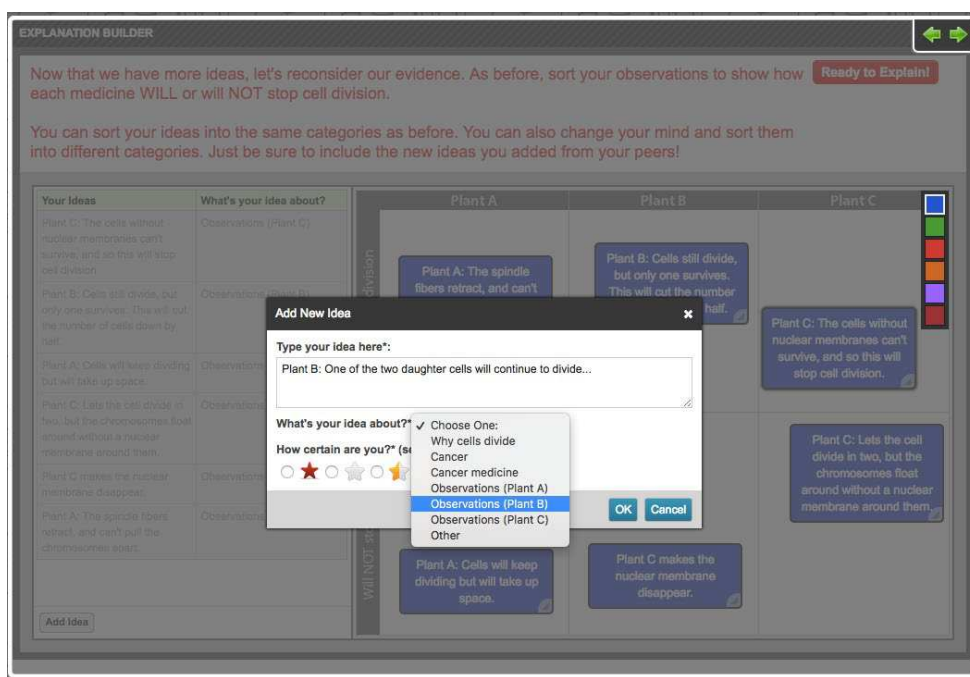 EXPLANATION BUILDER
Now that we have more ideas, let's reconsider our evidence. As before, sort your observations to show how
each medicine WILL or will NOT stop cell division.
Ready to Explain!
You can sort your ideas into the same categories as before. You can also change your mind and sort them
into different categories. Just be sure to include the new ideas you added from your peers!
Your Ideas
What's your idea about?
Plant C: The cells without
nuclear membranes can't
survive, and so this will stop
cell division.
Observations (Plant C)
Plant B: Cells still divide, but
only one survives. This will cut
the number of cells down by
half.
Observations (Plant B)
Plant A: Cells will keep dividing
but will take up space.
Observations
Plant C: Lets the cell divide in
two, but the chromosomes float
around without a nuclear
membrane around them.
Observations
Plant C makes the nuclear
membrane disappear.
Observations
Plant A: The spindle fibers
retract, and can't pull the
chromosomes apart.
Observations
Add Idea
Plant A
Plant B
Plant C
division
Will NOT
Plant A: The spindle
fibers retract, and can't
Plant B: Cells still divide,
but only one survives.
This will cut the number
half.
Plant C: The cells without
nuclear membranes can't
survive, and so this will
stop cell division.
Plant C: Lets the cell
divide in two, but the
chromosomes float
around without a nuclear
membrane around them.
Plant A: Cells will keep
dividing but will take up
space.
Plant C makes the
nuclear membrane
disappear.
Add New Idea
Type your idea here*:
Plant B: One of the two daughter cells will continue to divide...
What's your idea about?*
Choose One:
Why cells divide
Cancer
Cancer medicine
Observations (Plant A)
Observations (Plant B)
Observations (Plant C)
Other
How certain are you?*
OK
Cancel